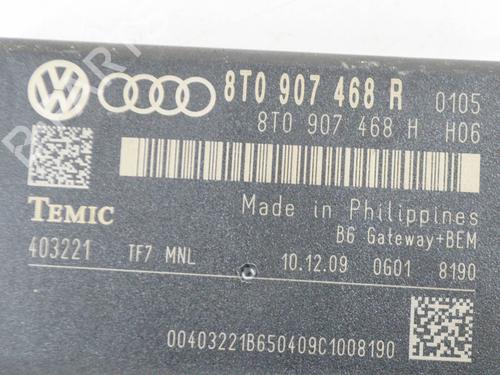 8T0 907 468 R 0105
8T0 907 468 H H06
TEMIC
Made in Philippines
B6 Gateway+BEM
403221 TF7 MNL 10.12.09 0G01 8190
00403221B650409C1008190